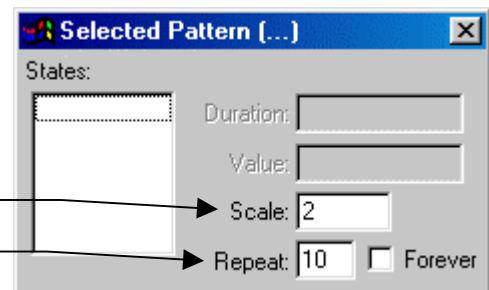 Selected Pattern (...)
States:
Duration:
Value:
Scale: 2
Repeat: 10 Forever